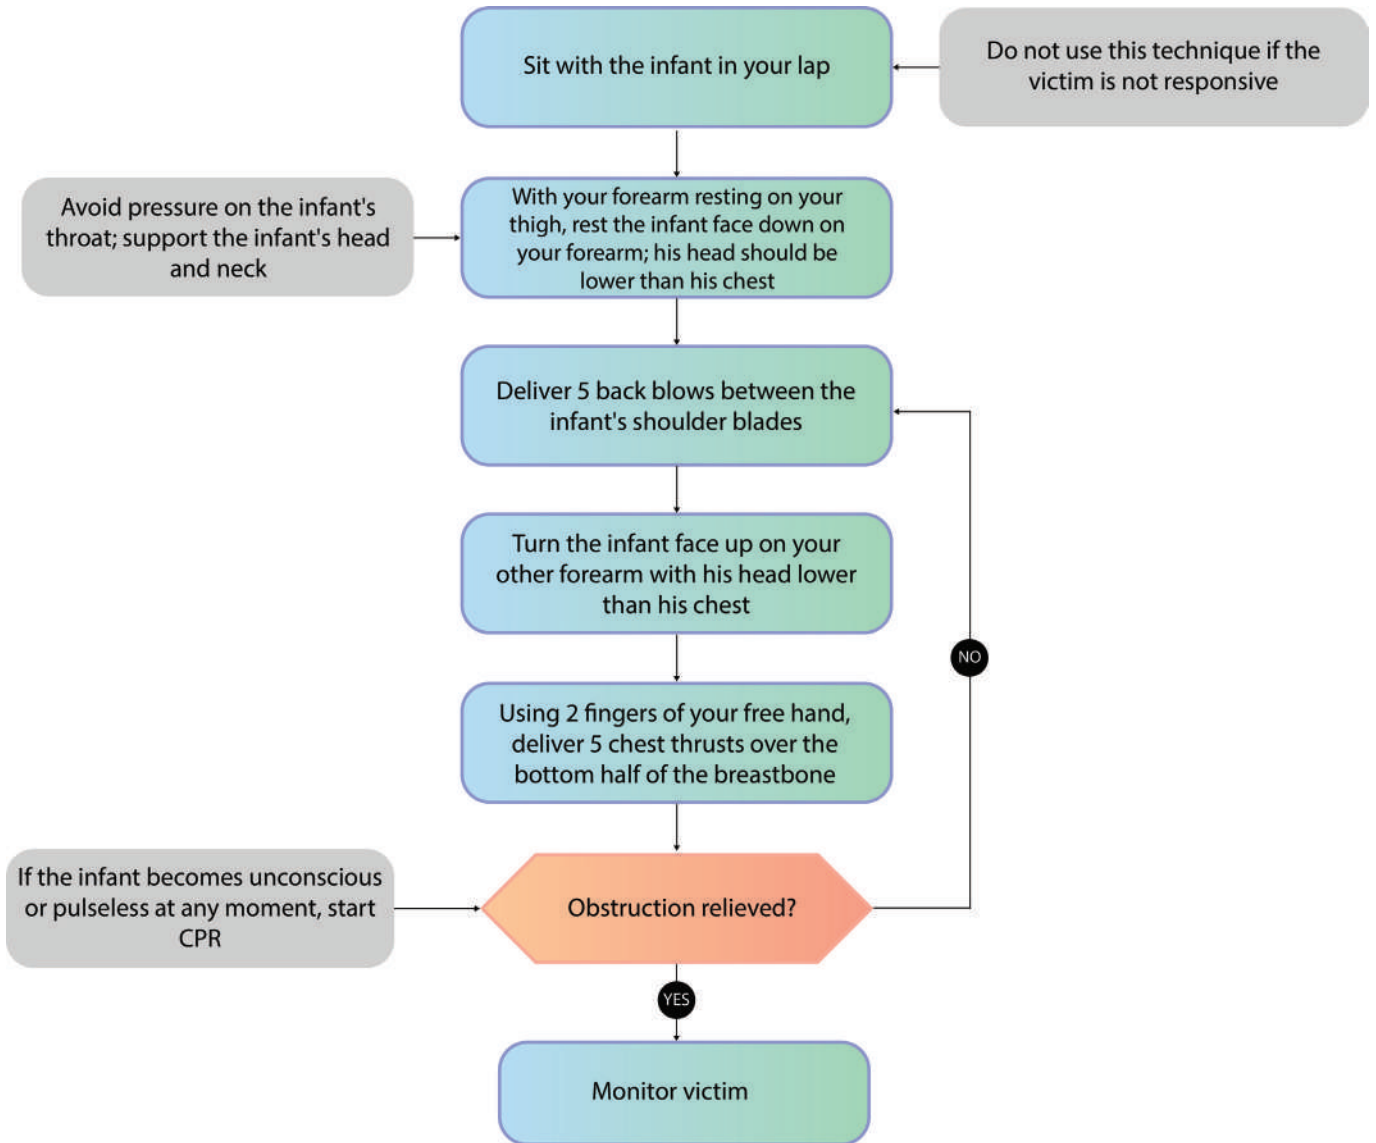 Sit with the infant in your lap
Do not use this technique if the
victim is not responsive
Avoid pressure on the infant's
throat; support the infant's head
and neck
With your forearm resting on your
thigh, rest the infant face down on
your forearm; his head should be
lower than his chest
Deliver 5 back blows between the
infant's shoulder blades
Turn the infant face up on your
other forearm with his head lower
than his chest
NO
Using 2 fingers of your free hand,
deliver 5 chest thrusts over the
bottom half of the breastbone
If the infant becomes unconscious
or pulseless at any moment, start
CPR
Obstruction relieved?
YES
Monitor victim